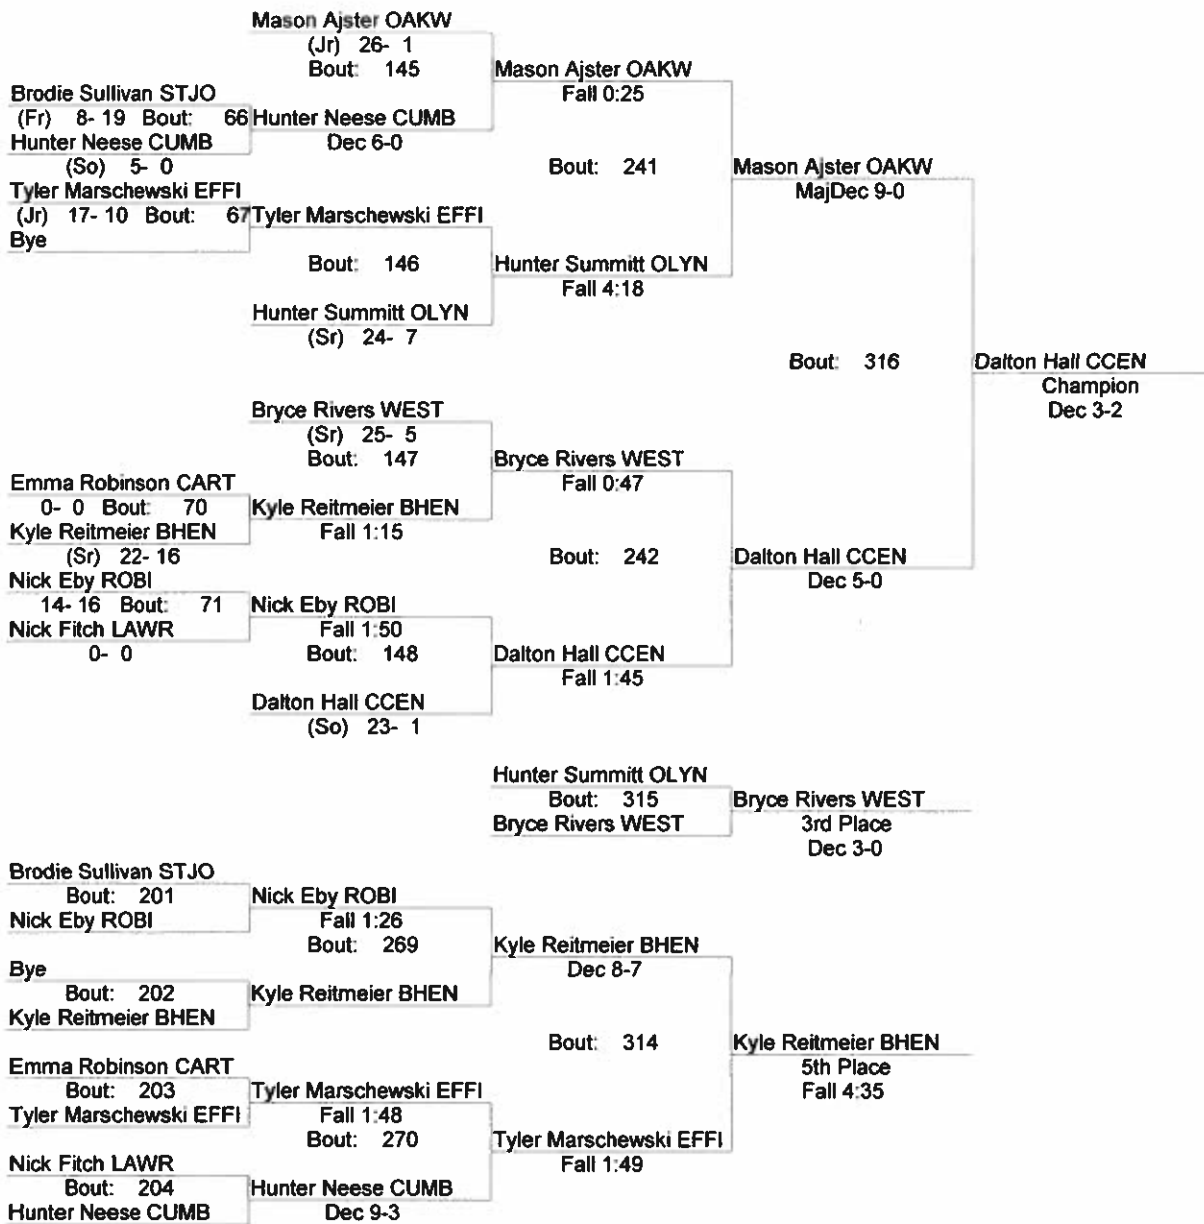 Mason Ajster OAKW
(Jr) 26- 1
Bout: 145
Mason Ajster OAKW
Fall 0:25
Brodie Sullivan STJO
(Fr) 8- 19 Bout: 66
Hunter Neese CUMB
Dec 6-0
Hunter Neese CUMB
(So) 5- 0
Bout: 241
Mason Ajster OAKW
MajDec 9-0
Tyler Marschewski EFFI
(Jr) 17- 10 Bout: 67
Tyler Marschewski EFFI
Bye
Bout: 146
Hunter Summitt OLYN
Fall 4:18
Hunter Summitt OLYN
(Sr) 24- 7
Bout: 316
Dalton Hall CCEN
Champion
Dec 3-2
Bryce Rivers WEST
(Sr) 25- 5
Bout: 147
Bryce Rivers WEST
Fall 0:47
Emma Robinson CART
0- 0 Bout: 70
Kyle Reitmeier BHEN
Fall 1:15
Kyle Reitmeier BHEN
(Sr) 22- 16
Bout: 242
Dalton Hall CCEN
Dec 5-0
Nick Eby ROBI
14- 16 Bout: 71
Nick Eby ROBI
Fall 1:50
Nick Fitch LAWR
0- 0
Bout: 148
Dalton Hall CCEN
Fall 1:45
Dalton Hall CCEN
(So) 23- 1
Hunter Summitt OLYN
Bout: 315
Bryce Rivers WEST
Bryce Rivers WEST
3rd Place
Dec 3-0
Brodie Sullivan STJO
Bout: 201
Nick Eby ROBI
Nick Eby ROBI
Fall 1:26
Bout: 269
Kyle Reitmeier BHEN
Dec 8-7
Bye
Bout: 202
Kyle Reitmeier BHEN
Kyle Reitmeier BHEN
Bout: 314
Kyle Reitmeier BHEN
5th Place
Fall 4:35
Emma Robinson CART
Bout: 203
Tyler Marschewski EFFI
Tyler Marschewski EFFI
Fall 1:48
Bout: 270
Tyler Marschewski EFFI
Fall 1:49
Nick Fitch LAWR
Bout: 204
Hunter Neese CUMB
Hunter Neese CUMB
Dec 9-3